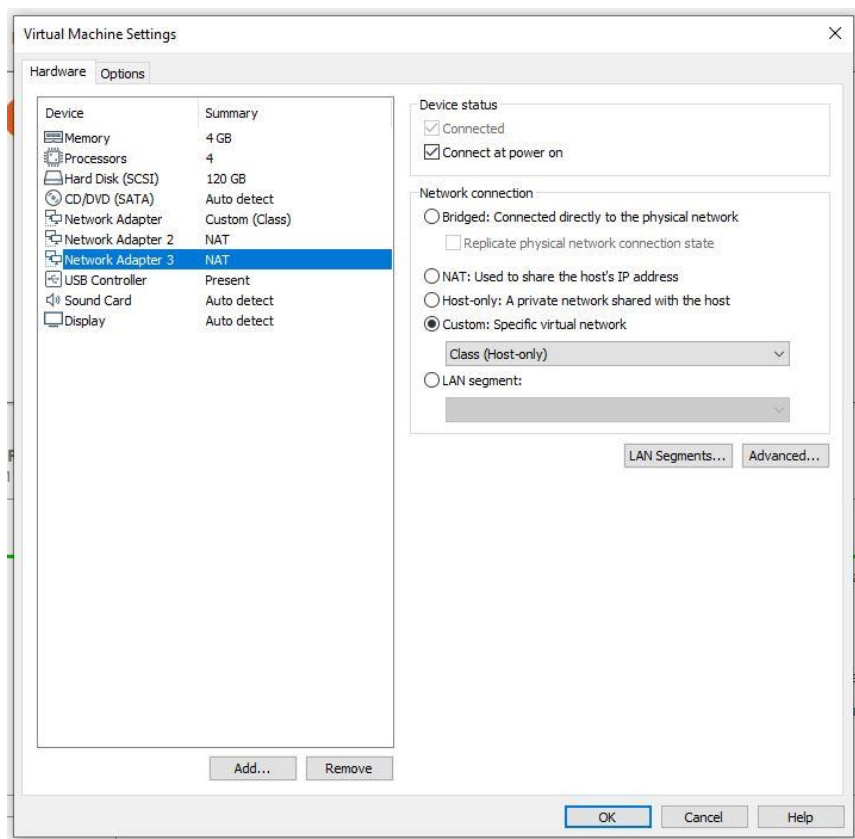 Virtual Machine Settings
Hardware
Options
Device Summary
Memory 4 GB
Processors 4
Hard Disk (SCSI) 120 GB
CD/DVD (SATA) Auto detect
Network Adapter Custom (Class)
Network Adapter 2 NAT
Network Adapter 3 NAT
USB Controller Present
Sound Card Auto detect
Display Auto detect
Add...
Remove
Device status
Connected
Connect at power on
Network connection
Bridged: Connected directly to the physical network
Replicate physical network connection state
NAT: Used to share the host's IP address
Host-only: A private network shared with the host
Custom: Specific virtual network
Class (Host-only)
LAN segment:
LAN Segments...
Advanced...
OK
Cancel
Help